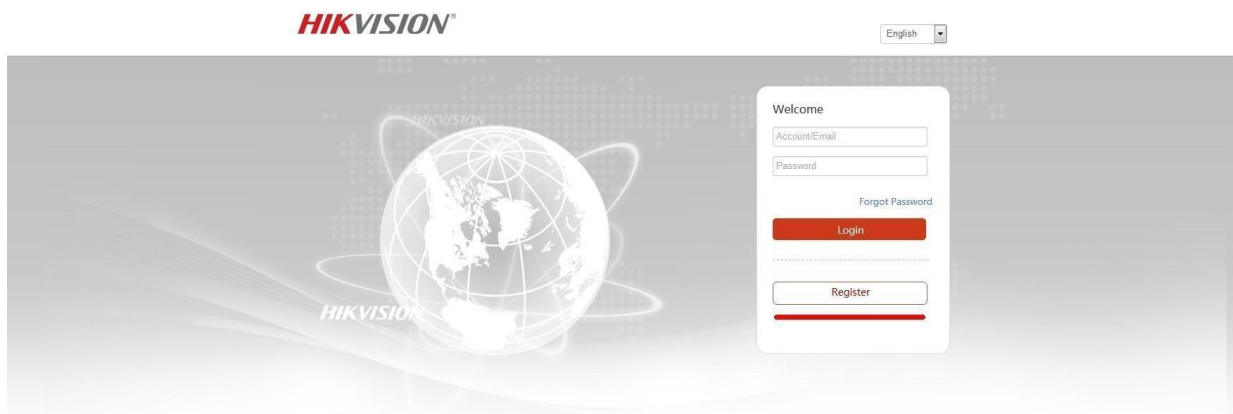 HIKVISION®
English
HIKVISION
Welcome
Account/Email
Password
Forgot Password
Login
Register
HIKVISION